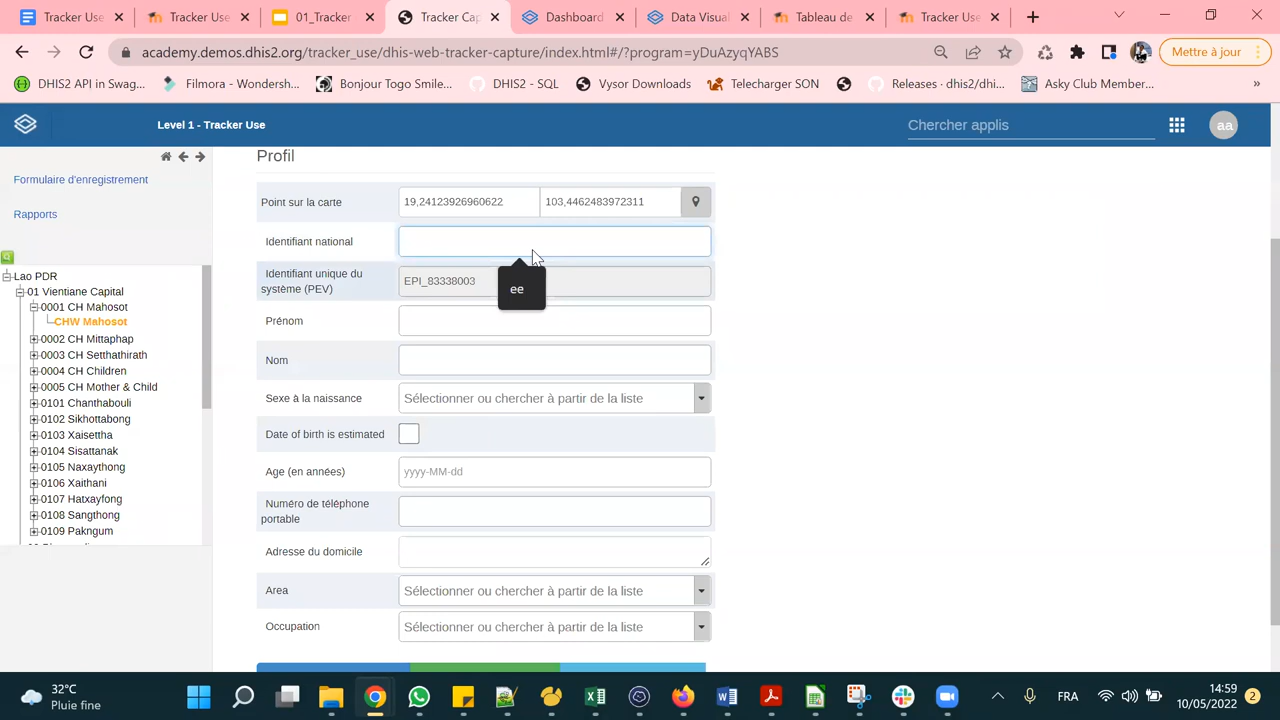 Tracker Use
Tracker Use
01_Tracker
Tracker Cap
Dashboard
Data Visual
Tableau de
Tracker Use
academy.demos.dhis2.org/tracker_use/dhis-web-tracker-capture/index.html#/?program=yDuAzyqYABS
Mettre à jour
DHIS2 API in Swag...
Filmora - Wondersh...
Bonjour Togo Smile...
DHIS2 - SQL
Vysor Downloads
Telecharger SON
Releases · dhis2/dhi...
Asky Club Member...
»
Level 1 - Tracker Use
Chercher applis
aa
Formulaire d'enregistrement
Rapports
Lao PDR
01 Vientiane Capital
0001 CH Mahosot
CHW Mahosot
0002 CH Mittaphap
0003 CH Setthathirath
0004 CH Children
0005 CH Mother & Child
0101 Chanthabouli
0102 Sikhottabong
0103 Xaisettha
0104 Sisattanak
0105 Naxaythong
0106 Xaithani
0107 Hatxayfong
0108 Sangthong
0109 Pakngum
Profil
Point sur la carte
19,24123926960622
103,4462483972311
Identifiant national
Identifiant unique du
système (PEV)
EPI_83338003
ee
Prénom
Nom
Sexe à la naissance
Sélectionner ou chercher à partir de la liste
Date of birth is estimated
Age (en années)
yyyy-MM-dd
Numéro de téléphone
portable
Adresse du domicile
Area
Sélectionner ou chercher à partir de la liste
Occupation
Sélectionner ou chercher à partir de la liste
32°C
Pluie fine
FRA
14:59
10/05/2022
2